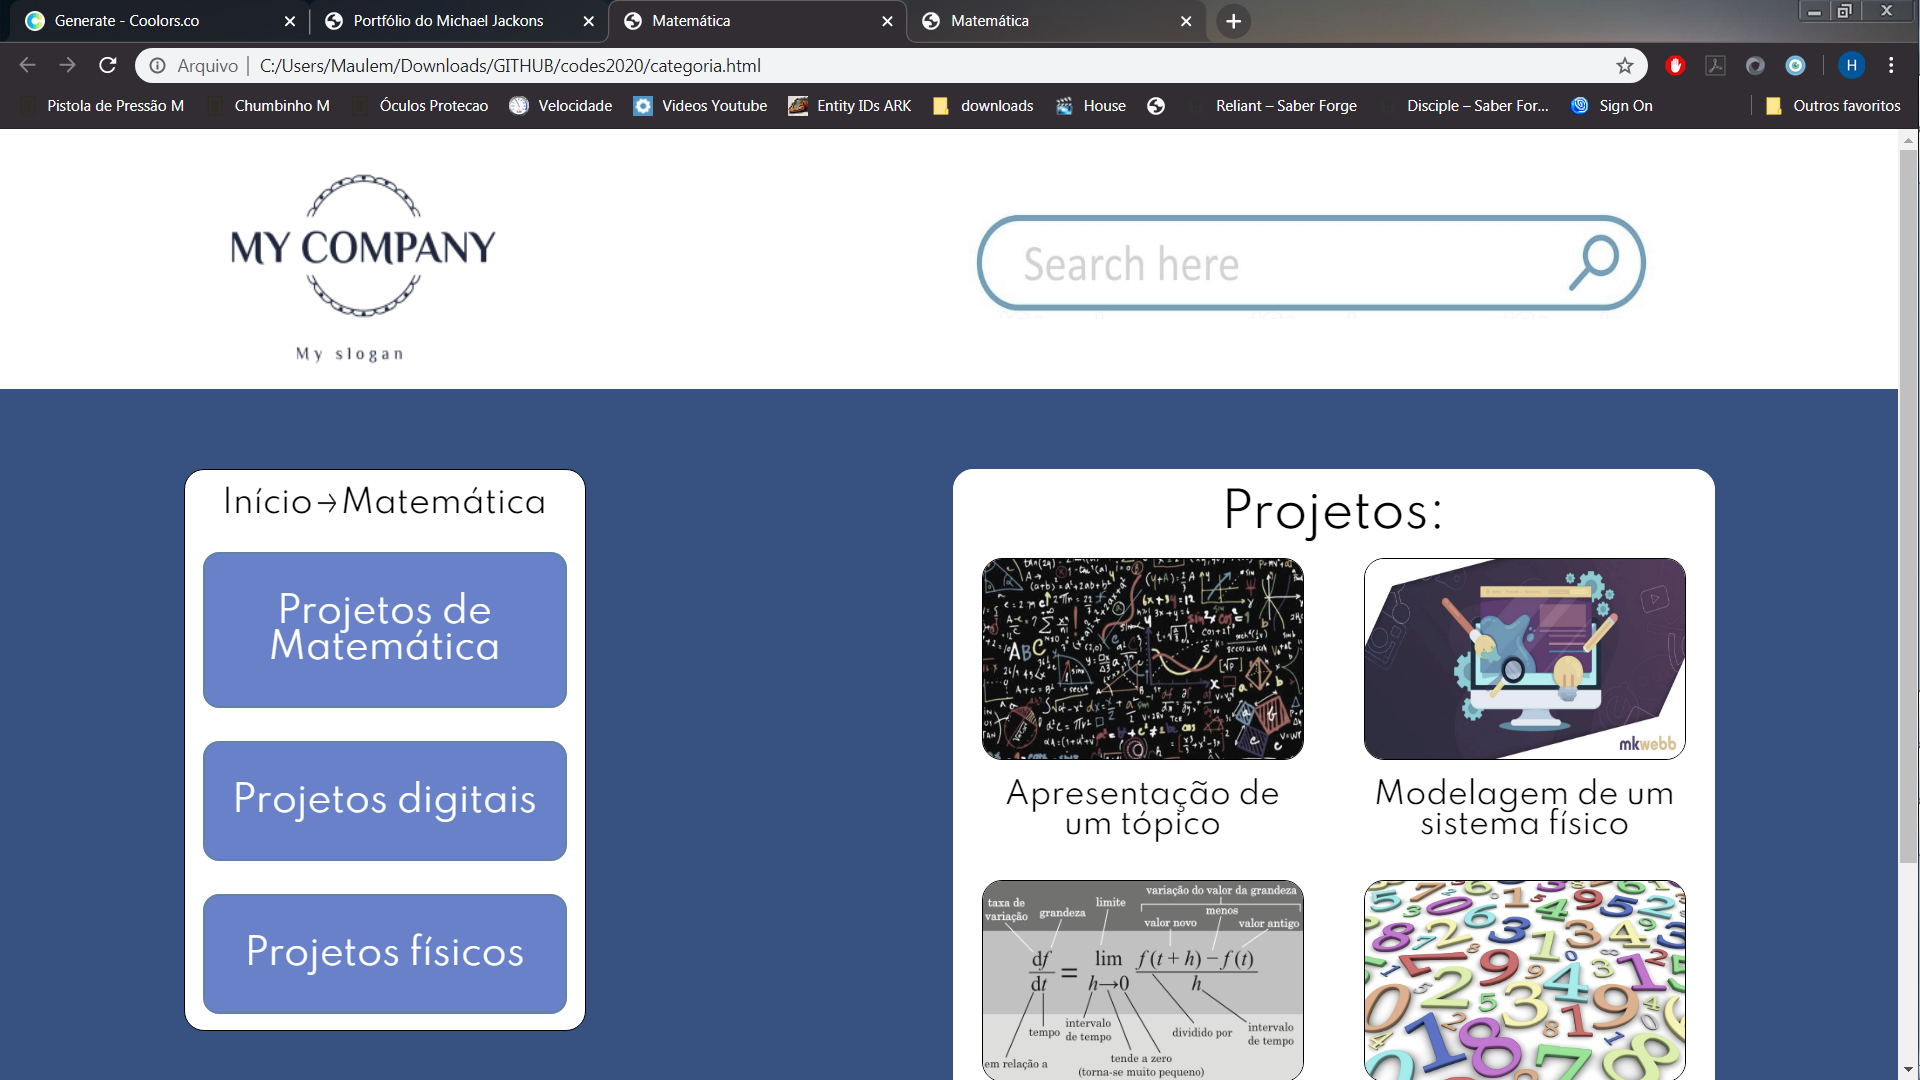 Generate - Coolors.co
Portfólio do Michael Jackons
Matemática
Matemática
Arquivo
C:/Users/Maulem/Downloads/GITHUB/codes2020/categoria.html
H
Pistola de Pressão M
Chumbinho M
Óculos Protecao
Velocidade
Videos Youtube
Entity IDs ARK
downloads
House
Reliant – Saber Forge
Disciple – Saber For...
Sign On
Outros favoritos
MY COMPANY
My slogan
Search here
Início→Matemática
Projetos de
Matemática
Projetos digitais
Projetos físicos
Projetos:
mkwebb
Apresentação de
um tópico
Modelagem de um
sistema físico
variação do valor da grandeza
taxa de
variação
grandeza
limite
menos
valor novo
valor antigo
df/dt = lim h→0 f(t + h) − f(t) / h
tempo
intervalo
de tempo
dividido por
intervalo
de tempo
em relação a
tende a zero
(torna-se muito pequeno)